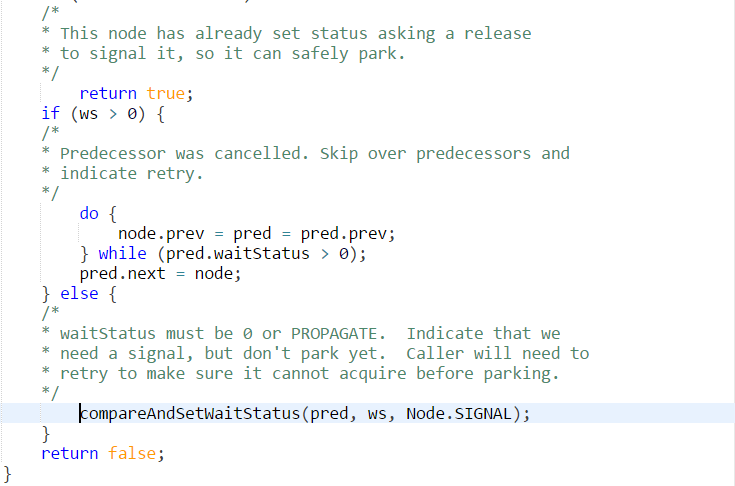 /*
* This node has already set status asking a release
* to signal it, so it can safely park.
*/
return true;
if (ws > 0) {
/*
* Predecessor was cancelled. Skip over predecessors and
* indicate retry.
*/
do {
node.prev = pred = pred.prev;
} while (pred.waitStatus > 0);
pred.next = node;
} else {
/*
* waitStatus must be 0 or PROPAGATE.  Indicate that we
* need a signal, but don't park yet.  Caller will need to
* retry to make sure it cannot acquire before parking.
*/
compareAndSetWaitStatus(pred, ws, Node.SIGNAL);
}
return false;
}